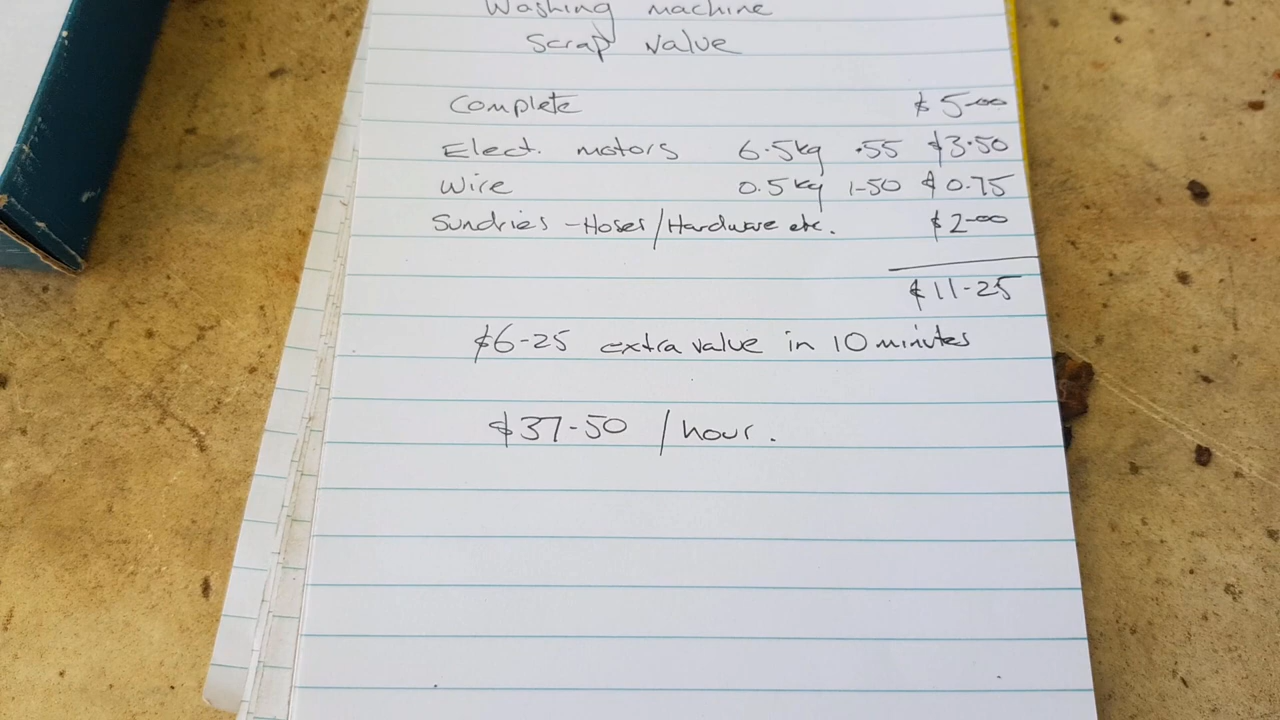 Washing machine
Scrap Value
Complete $5-00
Elect. motors 6.5kg .55 $3.50
Wire 0.5kg 1-50 $0.75
Sundries - Hoses/Hardware etc. $2-00
$11-25
$6-25 extra value in 10 minutes
$37-50 / hour.